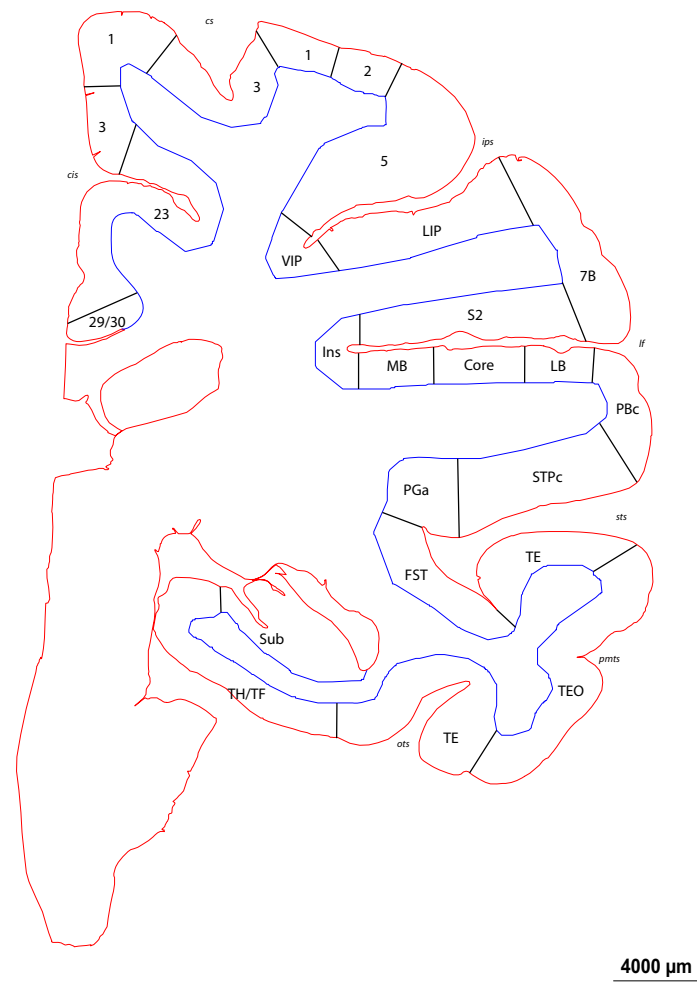 cs
1
1
2
3
3
ips
5
cis
23
LIP
VIP
7B
29/30
S2
lf
Ins
MB
Core
LB
PBc
PGa
STPc
sts
TE
FST
Sub
pmts
TH/TF
TEO
TE
ots
4000 µm